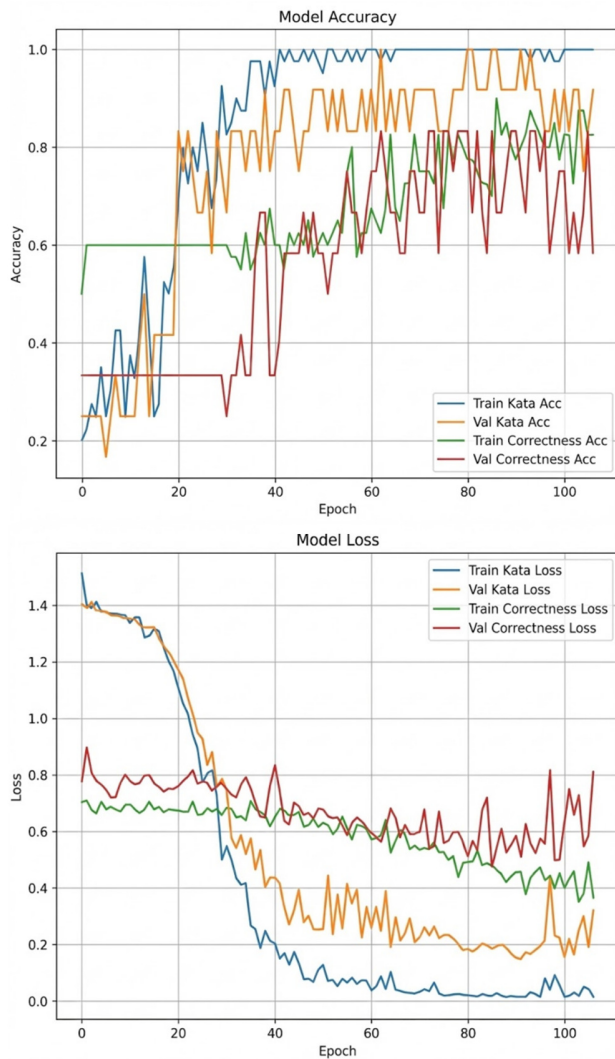 Model Accuracy
1.0
0.8
0.6
0.4
0.2
Accuracy
Train Kata Acc
Val Kata Acc
Train Correctness Acc
Val Correctness Acc
0
20
40
60
80
100
Epoch
Model Loss
1.4
1.2
1.0
0.8
0.6
0.4
0.2
0.0
Loss
Train Kata Loss
Val Kata Loss
Train Correctness Loss
Val Correctness Loss
0
20
40
60
80
100
Epoch